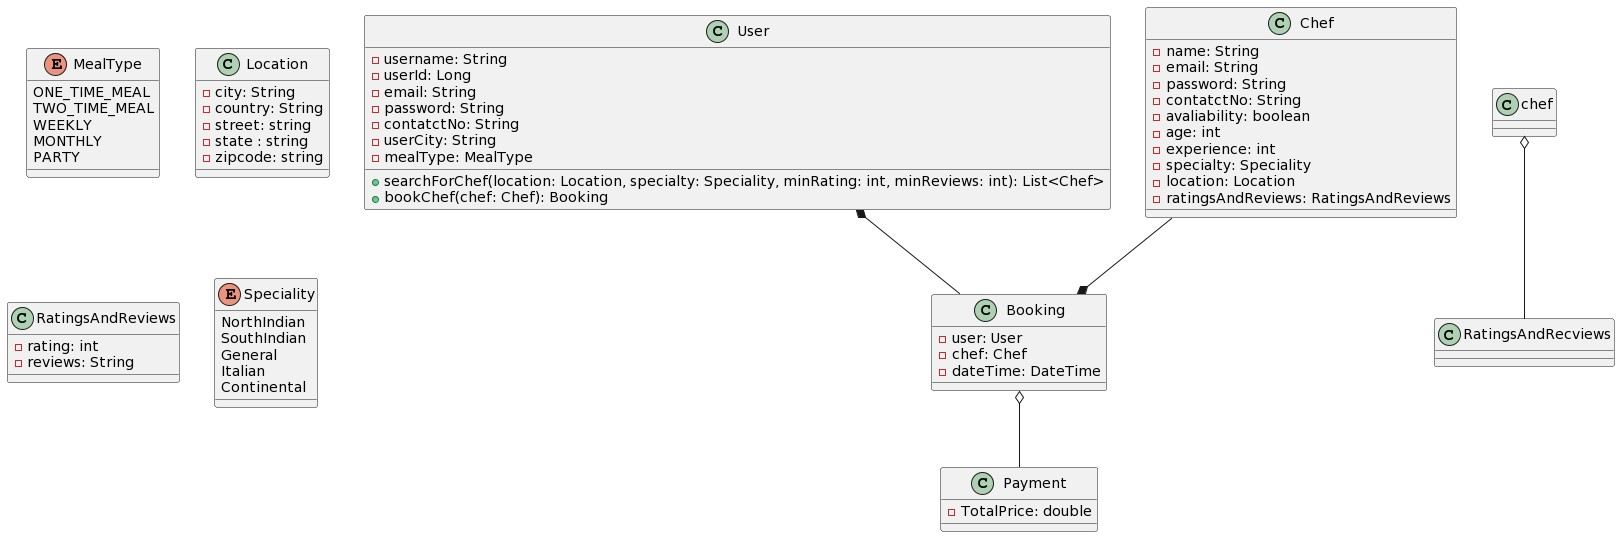 E MealType
ONE_TIME_MEAL
TWO_TIME_MEAL
WEEKLY
MONTHLY
PARTY
C Location
city: String
country: String
street: string
state : string
zipcode: string
C User
username: String
userId: Long
email: String
password: String
contatctNo: String
userCity: String
mealType: MealType
searchForChef(location: Location, specialty: Speciality, minRating: int, minReviews: int): List<Chef>
bookChef(chef: Chef): Booking
C Chef
name: String
email: String
password: String
contatctNo: String
avaliability: boolean
age: int
experience: int
specialty: Speciality
location: Location
ratingsAndReviews: RatingsAndReviews
C chef
C RatingsAndReviews
rating: int
reviews: String
E Speciality
NorthIndian
SouthIndian
General
Italian
Continental
C Booking
user: User
chef: Chef
dateTime: DateTime
C RatingsAndRecviews
C Payment
TotalPrice: double